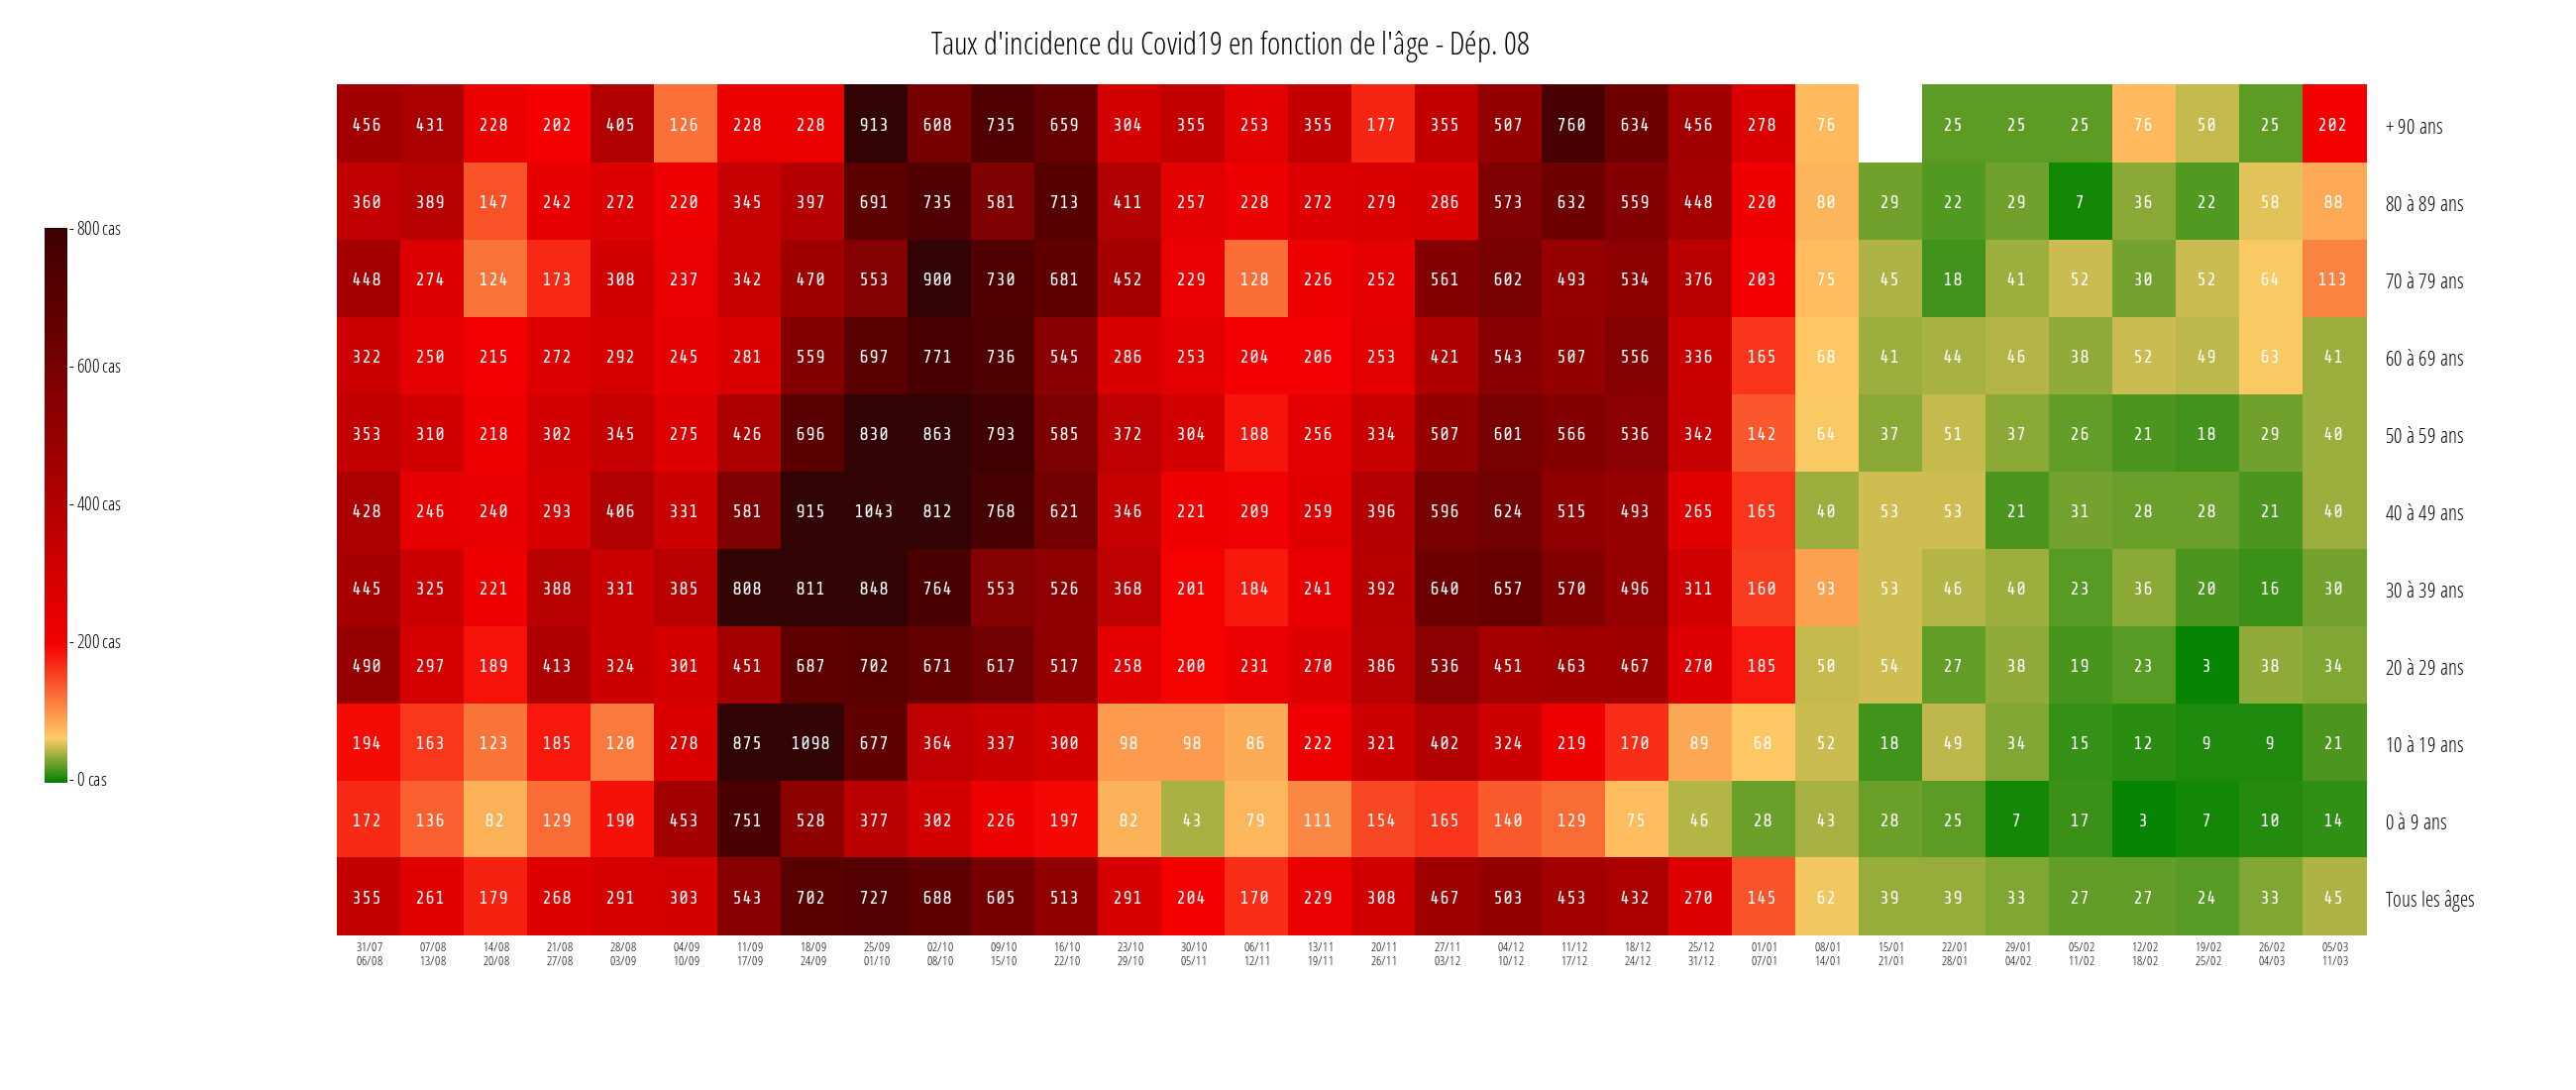 Taux d'incidence du Covid19 en fonction de l'âge - Dép. 08
- 800 cas
- 600 cas
- 400 cas
- 200 cas
- 0 cas
456 431 228 202 405 126 228 228 913 608 735 659 304 355 253 355 177 355 507 760 634 456 278 76 25 25 25 76 50 25 202 + 90 ans
360 389 147 242 272 220 345 397 691 735 581 713 411 257 228 272 279 286 573 632 559 448 220 80 29 22 29 7 36 22 58 88 80 à 89 ans
448 274 124 173 308 237 342 470 553 900 730 681 452 229 128 226 252 561 602 493 534 376 203 75 45 18 41 52 30 52 64 113 70 à 79 ans
322 250 215 272 292 245 281 559 697 771 736 545 286 253 204 206 253 421 543 507 556 336 165 68 41 44 46 38 52 49 63 41 60 à 69 ans
353 310 218 302 345 275 426 696 830 863 793 585 372 304 188 256 334 507 601 566 536 342 142 64 37 51 37 26 21 18 29 40 50 à 59 ans
428 246 240 293 406 331 581 915 1043 812 768 621 346 221 209 259 396 596 624 515 493 265 165 40 53 53 21 31 28 28 21 40 40 à 49 ans
445 325 221 388 331 385 808 811 848 764 553 526 368 201 184 241 392 640 657 570 496 311 160 93 53 46 40 23 36 20 16 30 30 à 39 ans
490 297 189 413 324 301 451 687 702 671 617 517 258 200 231 270 386 536 451 463 467 270 185 50 54 27 38 19 23 3 38 34 20 à 29 ans
194 163 123 185 120 278 875 1098 677 364 337 300 98 98 86 222 321 402 324 219 170 89 68 52 18 49 34 15 12 9 9 21 10 à 19 ans
172 136 82 129 190 453 751 528 377 302 226 197 82 43 79 111 154 165 140 129 75 46 28 43 28 25 7 17 3 7 10 14 0 à 9 ans
355 261 179 268 291 303 543 702 727 688 605 513 291 204 170 229 308 467 503 453 432 270 145 62 39 39 33 27 27 24 33 45 Tous les âges
31/07 07/08 14/08 21/08 28/08 04/09 11/09 18/09 25/09 02/10 09/10 16/10 23/10 30/10 06/11 13/11 20/11 27/11 04/12 11/12 18/12 25/12 01/01 08/01 15/01 22/01 29/01 05/02 12/02 19/02 26/02 05/03
06/08 13/08 20/08 27/08 03/09 10/09 17/09 24/09 01/10 08/10 15/10 22/10 29/10 05/11 12/11 19/11 26/11 03/12 10/12 17/12 24/12 31/12 07/01 14/01 21/01 28/01 04/02 11/02 18/02 25/02 04/03 11/03